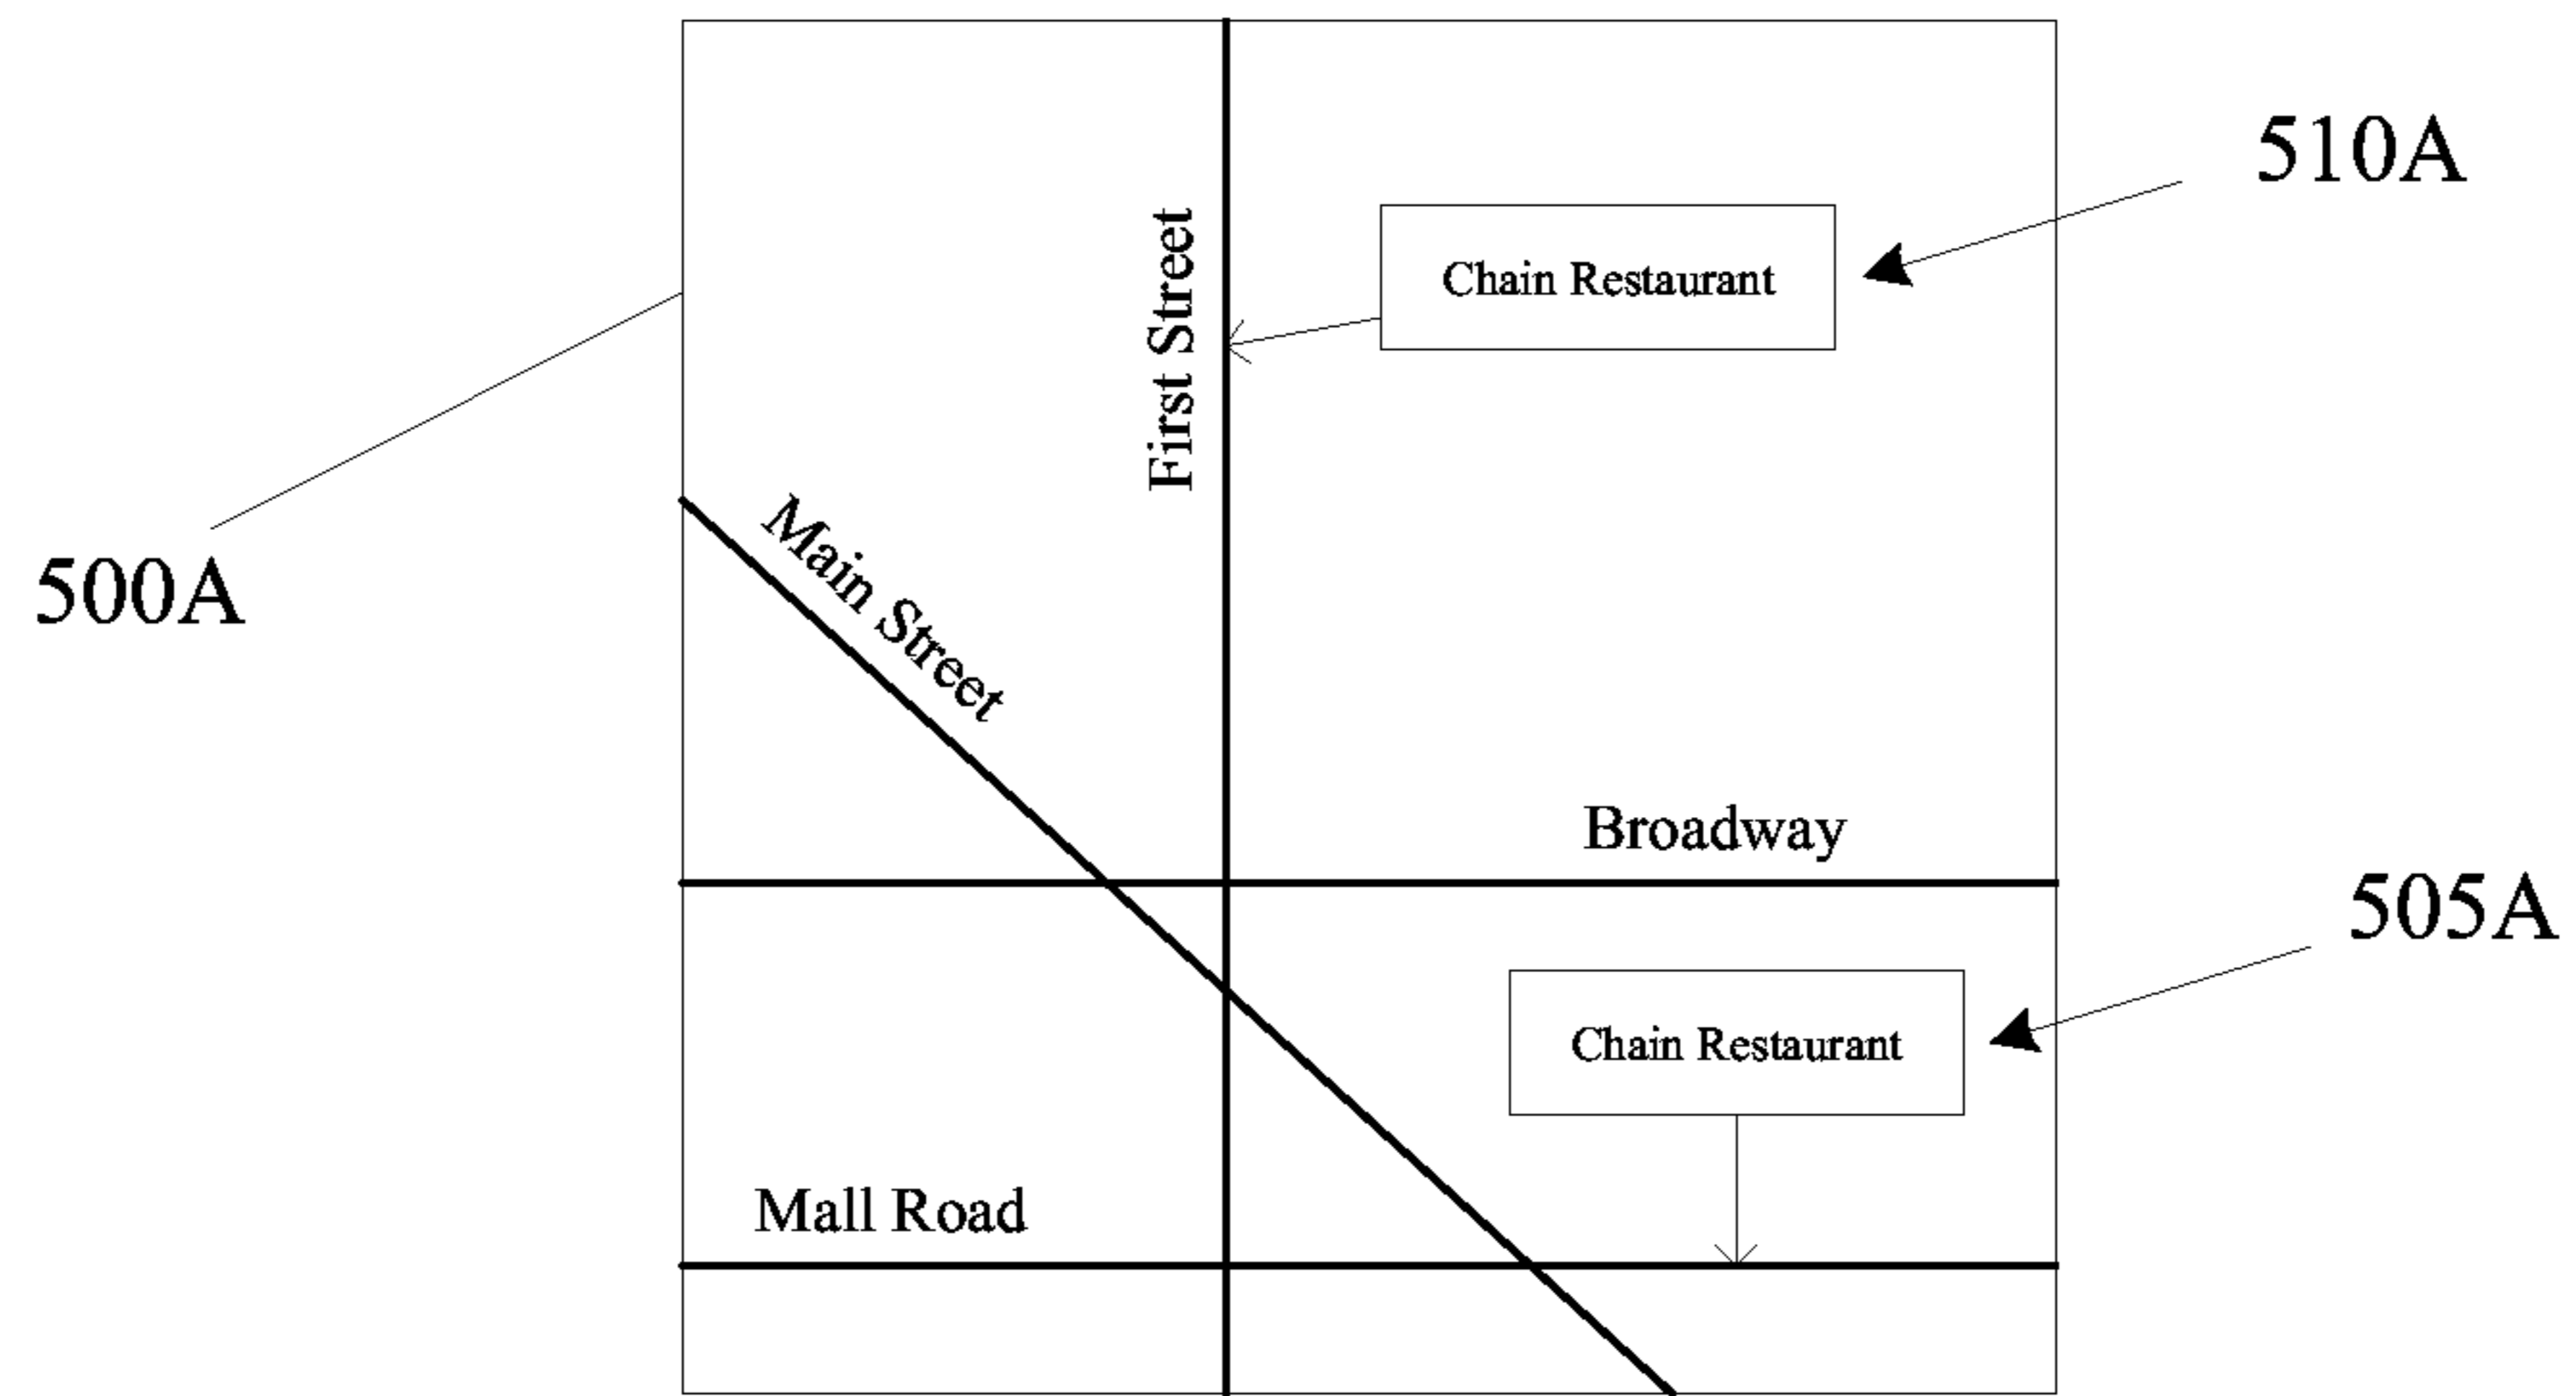 510A
Chain Restaurant
First Street
500A
Main Street
Broadway
505A
Chain Restaurant
Mall Road